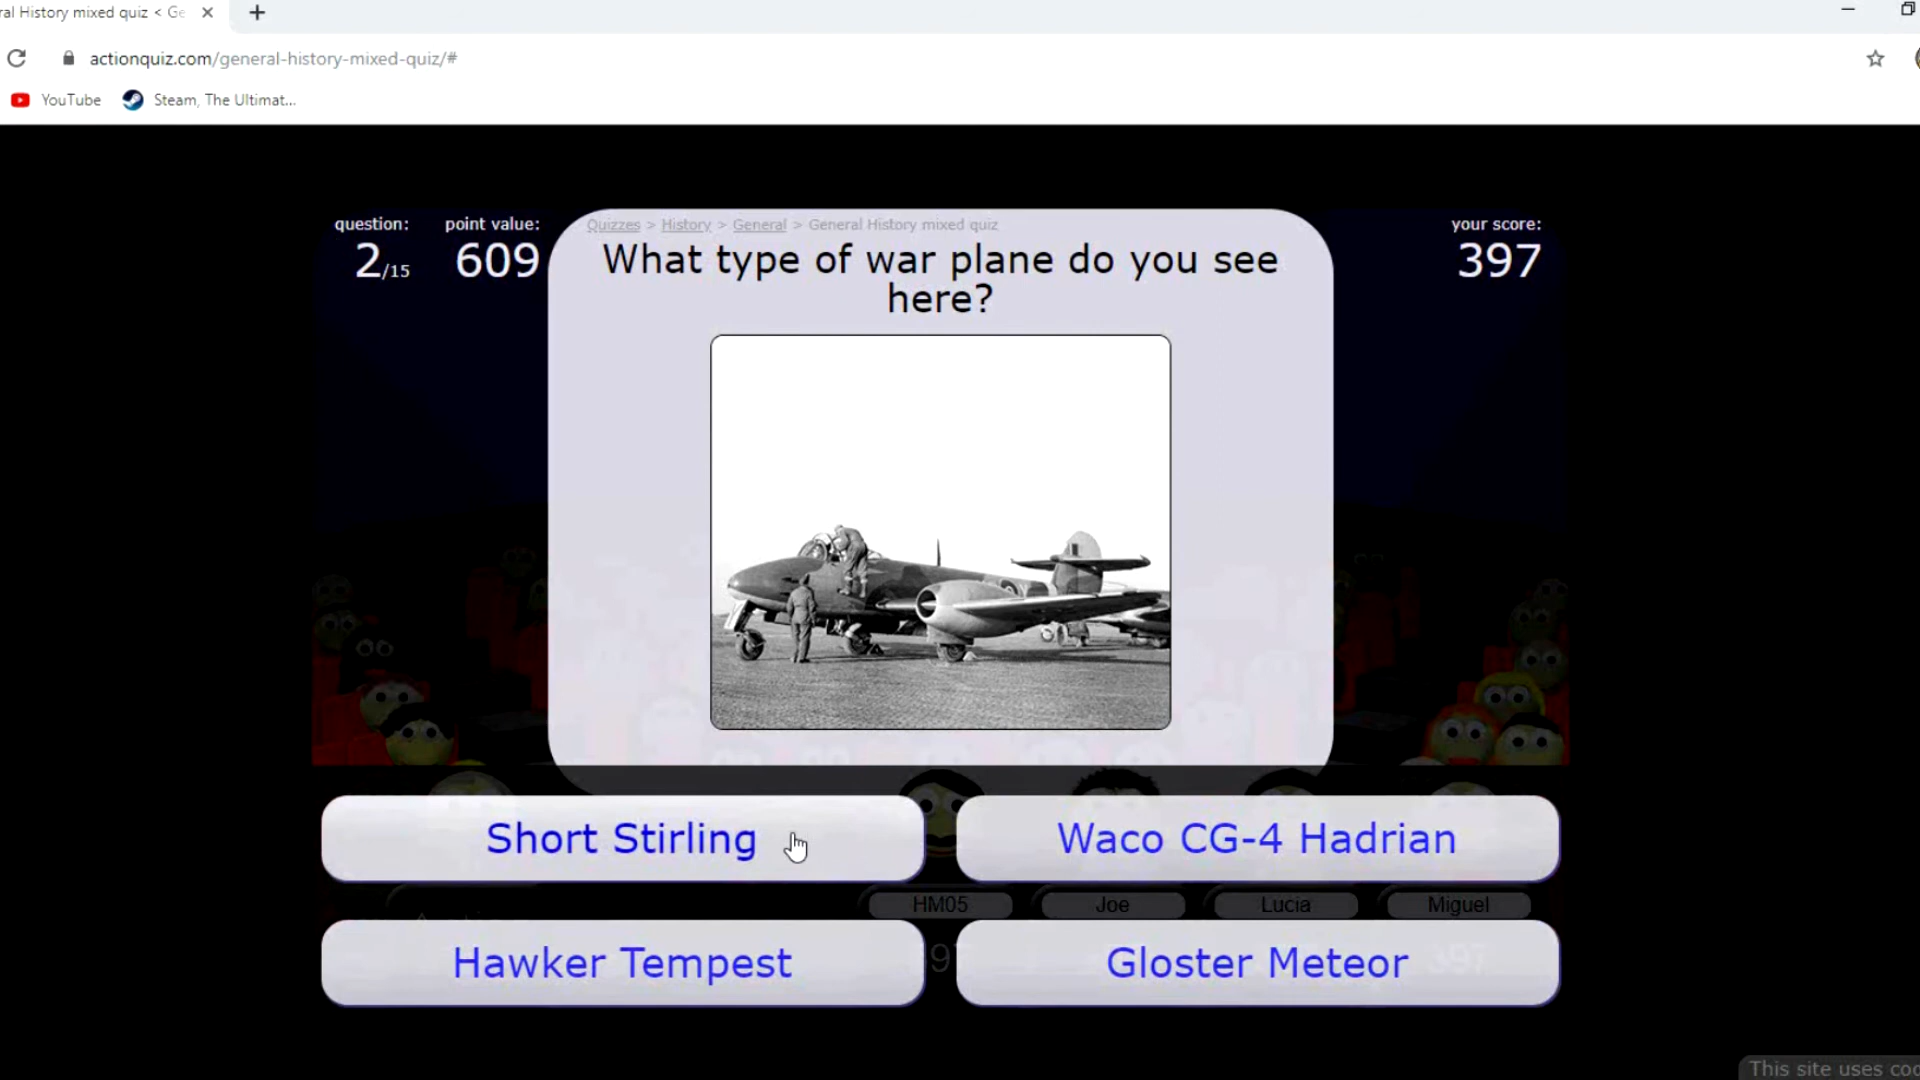 ral History mixed quiz < Ge
actionquiz.com/general-history-mixed-quiz/#
YouTube
Steam, The Ultimat...
question:
2/15
point value:
609
Quizzes > History > General > General History mixed quiz
your score:
397
What type of war plane do you see
here?
Short Stirling
Waco CG-4 Hadrian
HM05
Joe
Lucia
Miguel
Hawker Tempest
Gloster Meteor
397
This site uses coo